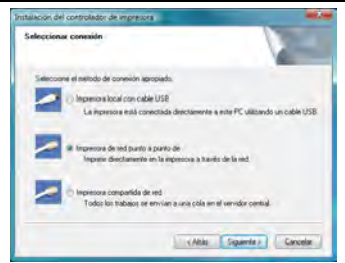 Instalación del controlador de impresora
Seleccionar conexión
Seleccione el método de conexión apropiado.
Impresora local con cable USB
La impresora está conectada directamente a este PC utilizando un cable USB
Impresora de red punto a punto de
Imprimir directamente en la impresora a través de la red.
Impresora compartida de red
Todos los trabajos se envían a una cola en el servidor central.
< Atrás
Siguiente >
Cancelar